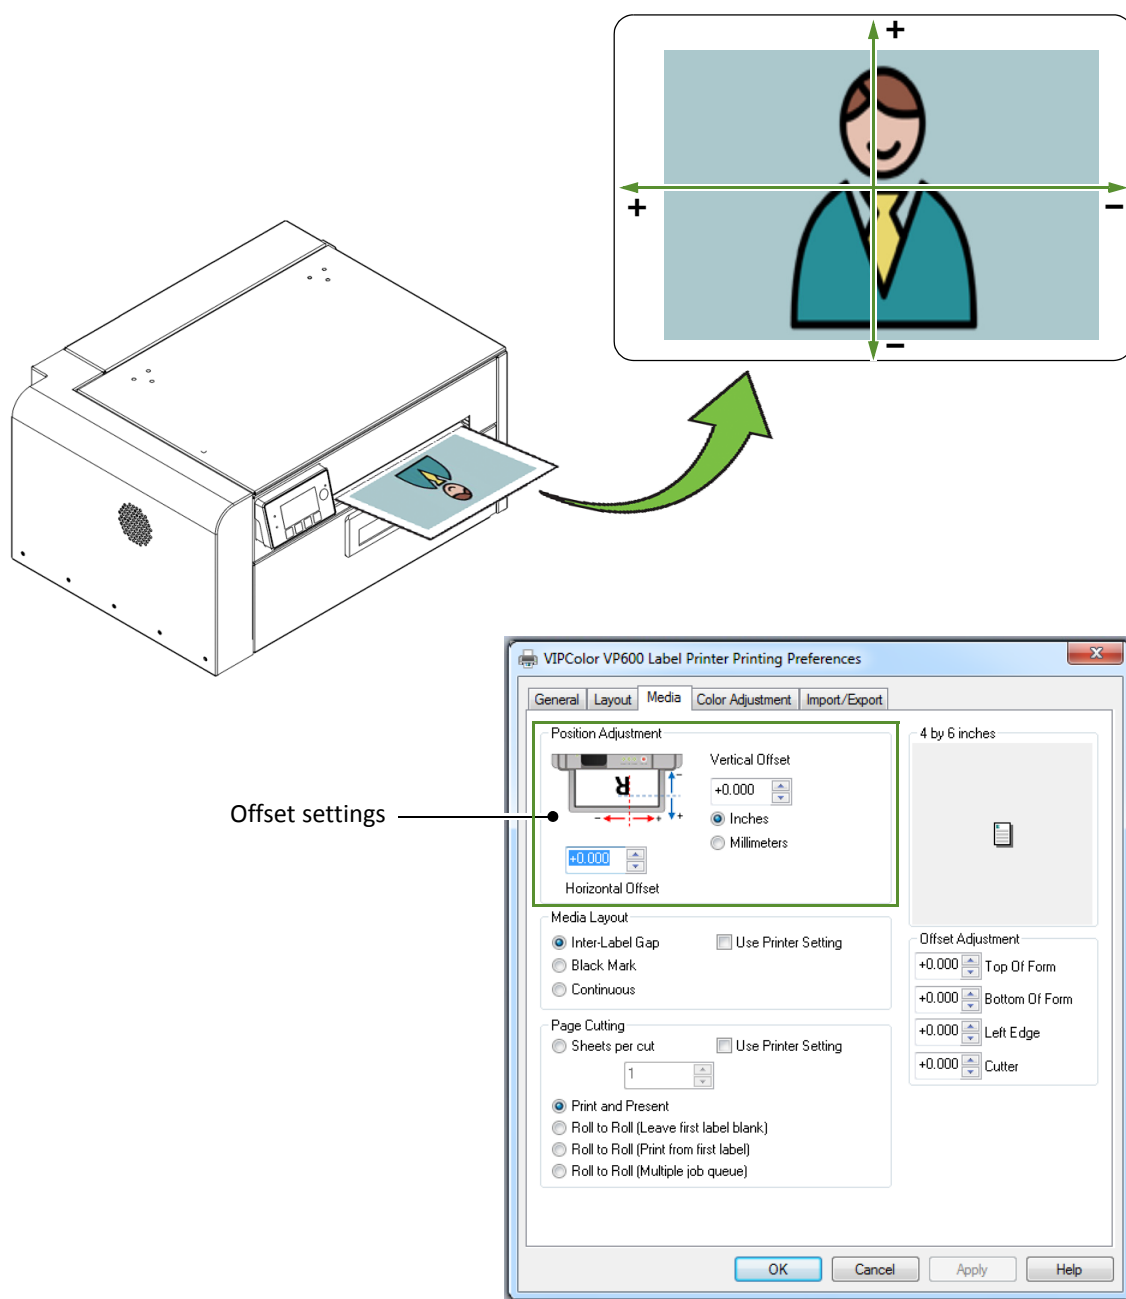 +
+
−
−
VIPColor VP600 Label Printer Printing Preferences
General Layout Media Color Adjustment Import/Export
Position Adjustment
R
−
− +
+
+0.000
Horizontal Offset
Vertical Offset
+0.000
Inches
Millimeters
4 by 6 inches
Offset settings
Media Layout
Inter-Label Gap
Use Printer Setting
Black Mark
Continuous
Offset Adjustment
+0.000 Top Of Form
+0.000 Bottom Of Form
+0.000 Left Edge
+0.000 Cutter
Page Cutting
Sheets per cut
Use Printer Setting
1
Print and Present
Roll to Roll (Leave first label blank)
Roll to Roll (Print from first label)
Roll to Roll (Multiple job queue)
OK Cancel Apply Help